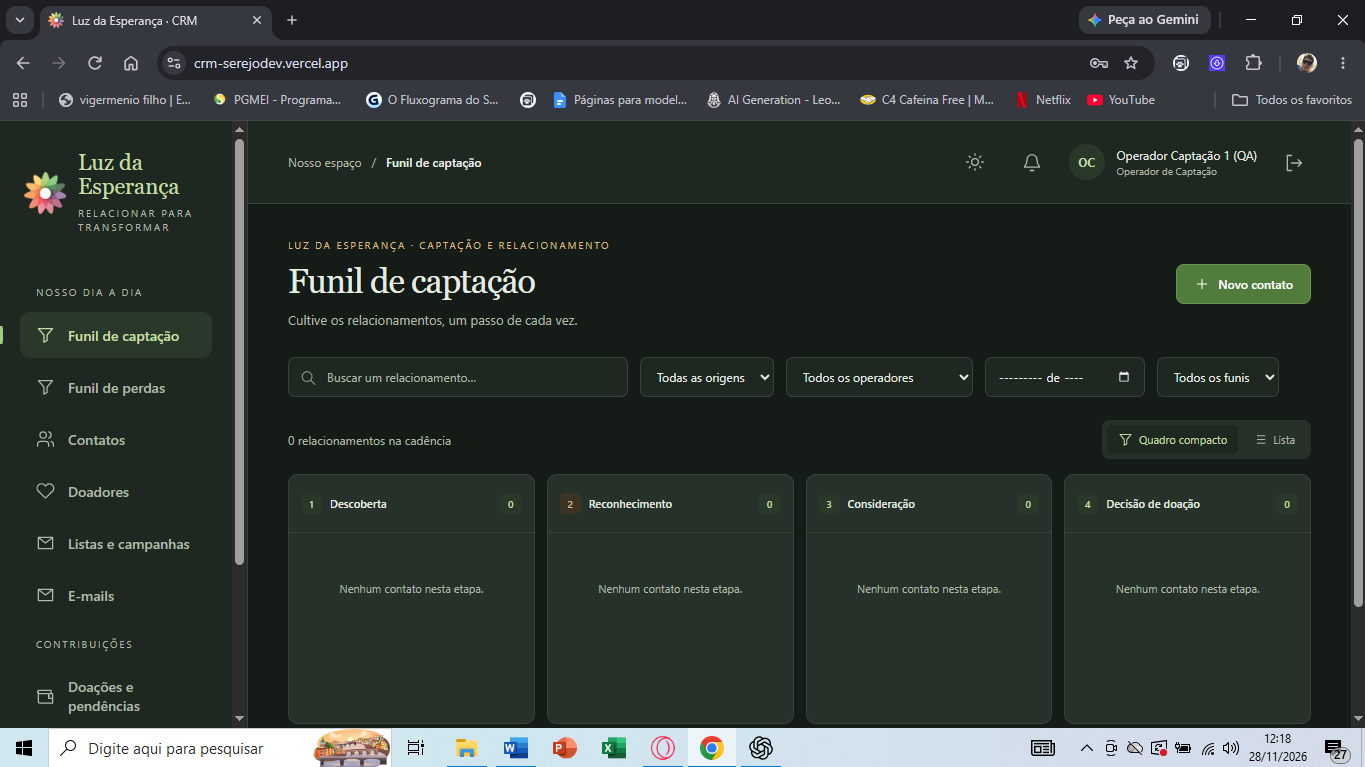 Luz da Esperança · CRM
Peça ao Gemini
crm-serejodev.vercel.app
vigermenio filho | E...
PGMEI - Programa...
O Fluxograma do S...
Páginas para model...
AI Generation - Leo...
C4 Cafeina Free | M...
Netflix
YouTube
Todos os favoritos
Luz da
Esperança
RELACIONAR PARA
TRANSFORMAR
NOSSO DIA A DIA
Funil de captação
Funil de perdas
Contatos
Doadores
Listas e campanhas
E-mails
CONTRIBUIÇÕES
Doações e
pendências
Nosso espaço / Funil de captação
OC
Operador Captação 1 (QA)
Operador de Captação
LUZ DA ESPERANÇA · CAPTAÇÃO E RELACIONAMENTO
Funil de captação
Cultive os relacionamentos, um passo de cada vez.
+ Novo contato
Buscar um relacionamento...
Todas as origens
Todos os operadores
--------- de ----
Todos os funis
0 relacionamentos na cadência
Quadro compacto
Lista
1 Descoberta 0
Nenhum contato nesta etapa.
2 Reconhecimento 0
Nenhum contato nesta etapa.
3 Consideração 0
Nenhum contato nesta etapa.
4 Decisão de doação 0
Nenhum contato nesta etapa.
Digite aqui para pesquisar
12:18
28/11/2026
27